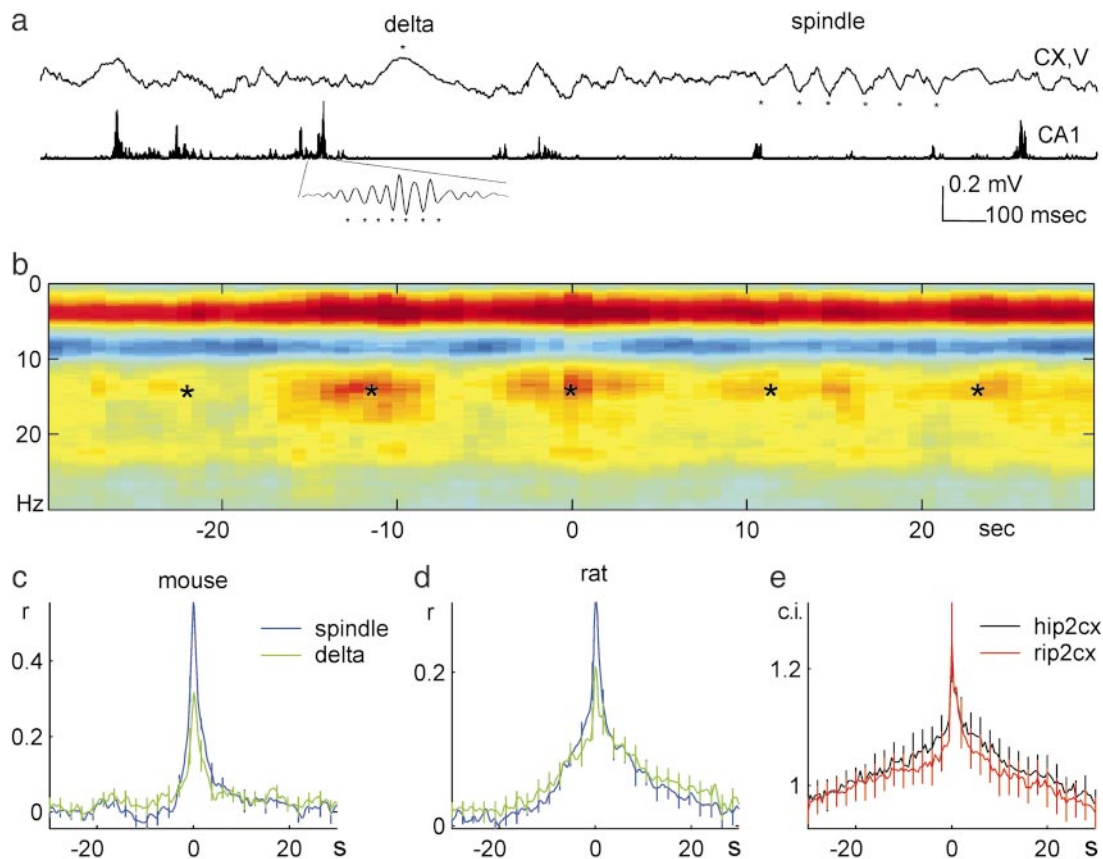 a
delta
spindle
*
CX,V
* * * * * *
CA1
0.2 mV
100 msec
* * * * * * *
b
0
10
20
Hz
* * * * *
-20
-10
0
10
20
sec
c
mouse
r
0.4
0.2
0
spindle
delta
-20
0
20
s
d
rat
r
0.2
0
-20
0
20
s
e
c.i.
1.2
1
hip2cx
rip2cx
-20
0
20
s